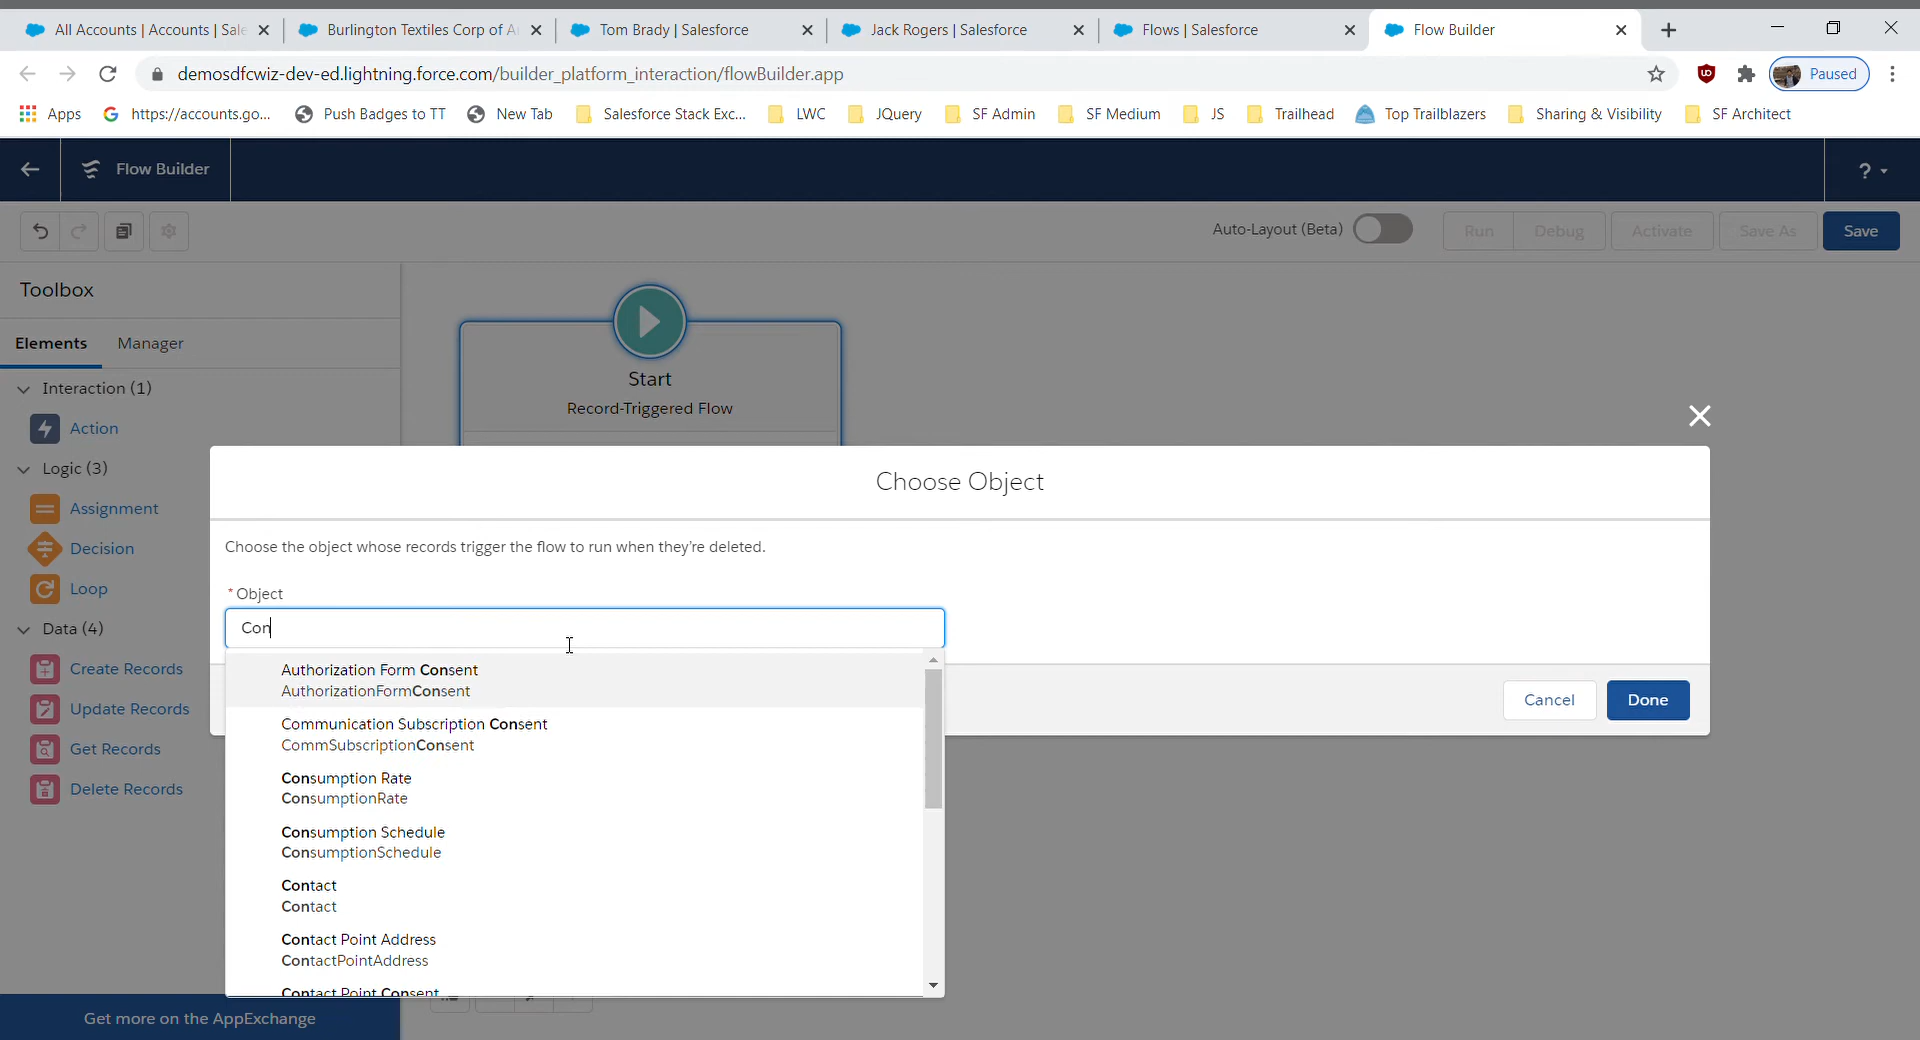 All Accounts | Accounts | Sale
Burlington Textiles Corp of A
Tom Brady | Salesforce
Jack Rogers | Salesforce
Flows | Salesforce
Flow Builder
demosdfcwiz-dev-ed.lightning.force.com/builder_platform_interaction/flowBuilder.app
Paused
Apps
https://accounts.go...
Push Badges to TT
New Tab
Salesforce Stack Exc...
LWC
JQuery
SF Admin
SF Medium
JS
Trailhead
Top Trailblazers
Sharing & Visibility
SF Architect
Flow Builder
?
Auto-Layout (Beta)
Run
Debug
Activate
Save As
Save
Toolbox
Elements
Manager
Interaction (1)
Action
Logic (3)
Assignment
Decision
Loop
Data (4)
Create Records
Update Records
Get Records
Delete Records
Get more on the AppExchange
Start
Record-Triggered Flow
Choose Object
Choose the object whose records trigger the flow to run when they're deleted.
* Object
Con
Authorization Form Consent
AuthorizationFormConsent
Communication Subscription Consent
CommSubscriptionConsent
Consumption Rate
ConsumptionRate
Consumption Schedule
ConsumptionSchedule
Contact
Contact
Contact Point Address
ContactPointAddress
Contact Point Consent
Cancel
Done